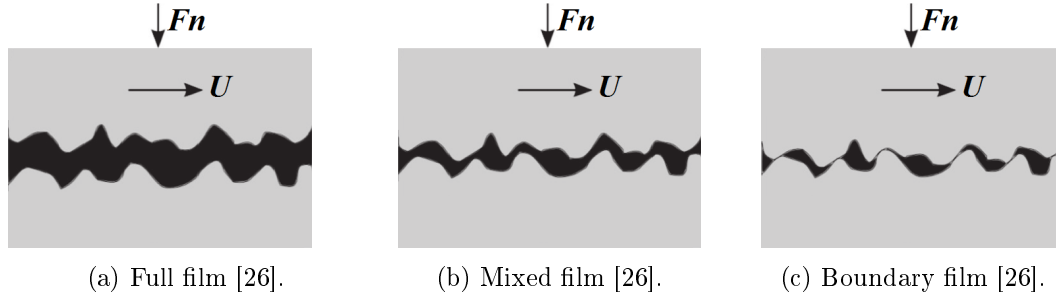 Fn
Fn
Fn
U
U
U
(a) Full film [26].
(b) Mixed film [26].
(c) Boundary film [26].